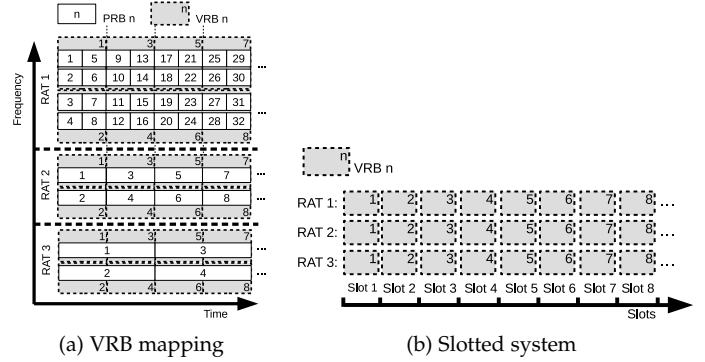 n PRB n n VRB n
1 3 5 7
1 5 9 13 17 21 25 29
2 6 10 14 18 22 26 30 ...
3 7 11 15 19 23 27 31
4 8 12 16 20 24 28 32 ...
2 4 6 8
RAT 1
Frequency
1 3 5 7
1 3 5 7 ...
2 4 6 8 ...
2 4 6 8
RAT 2
1 3 5 7
1 3 ...
2 4 ...
2 4 6 8
RAT 3
Time
(a) VRB mapping
n VRB n
RAT 1: 1 2 3 4 5 6 7 8 ...
RAT 2: 1 2 3 4 5 6 7 8 ...
RAT 3: 1 2 3 4 5 6 7 8 ...
Slot 1 Slot 2 Slot 3 Slot 4 Slot 5 Slot 6 Slot 7 Slot 8
Slots
(b) Slotted system